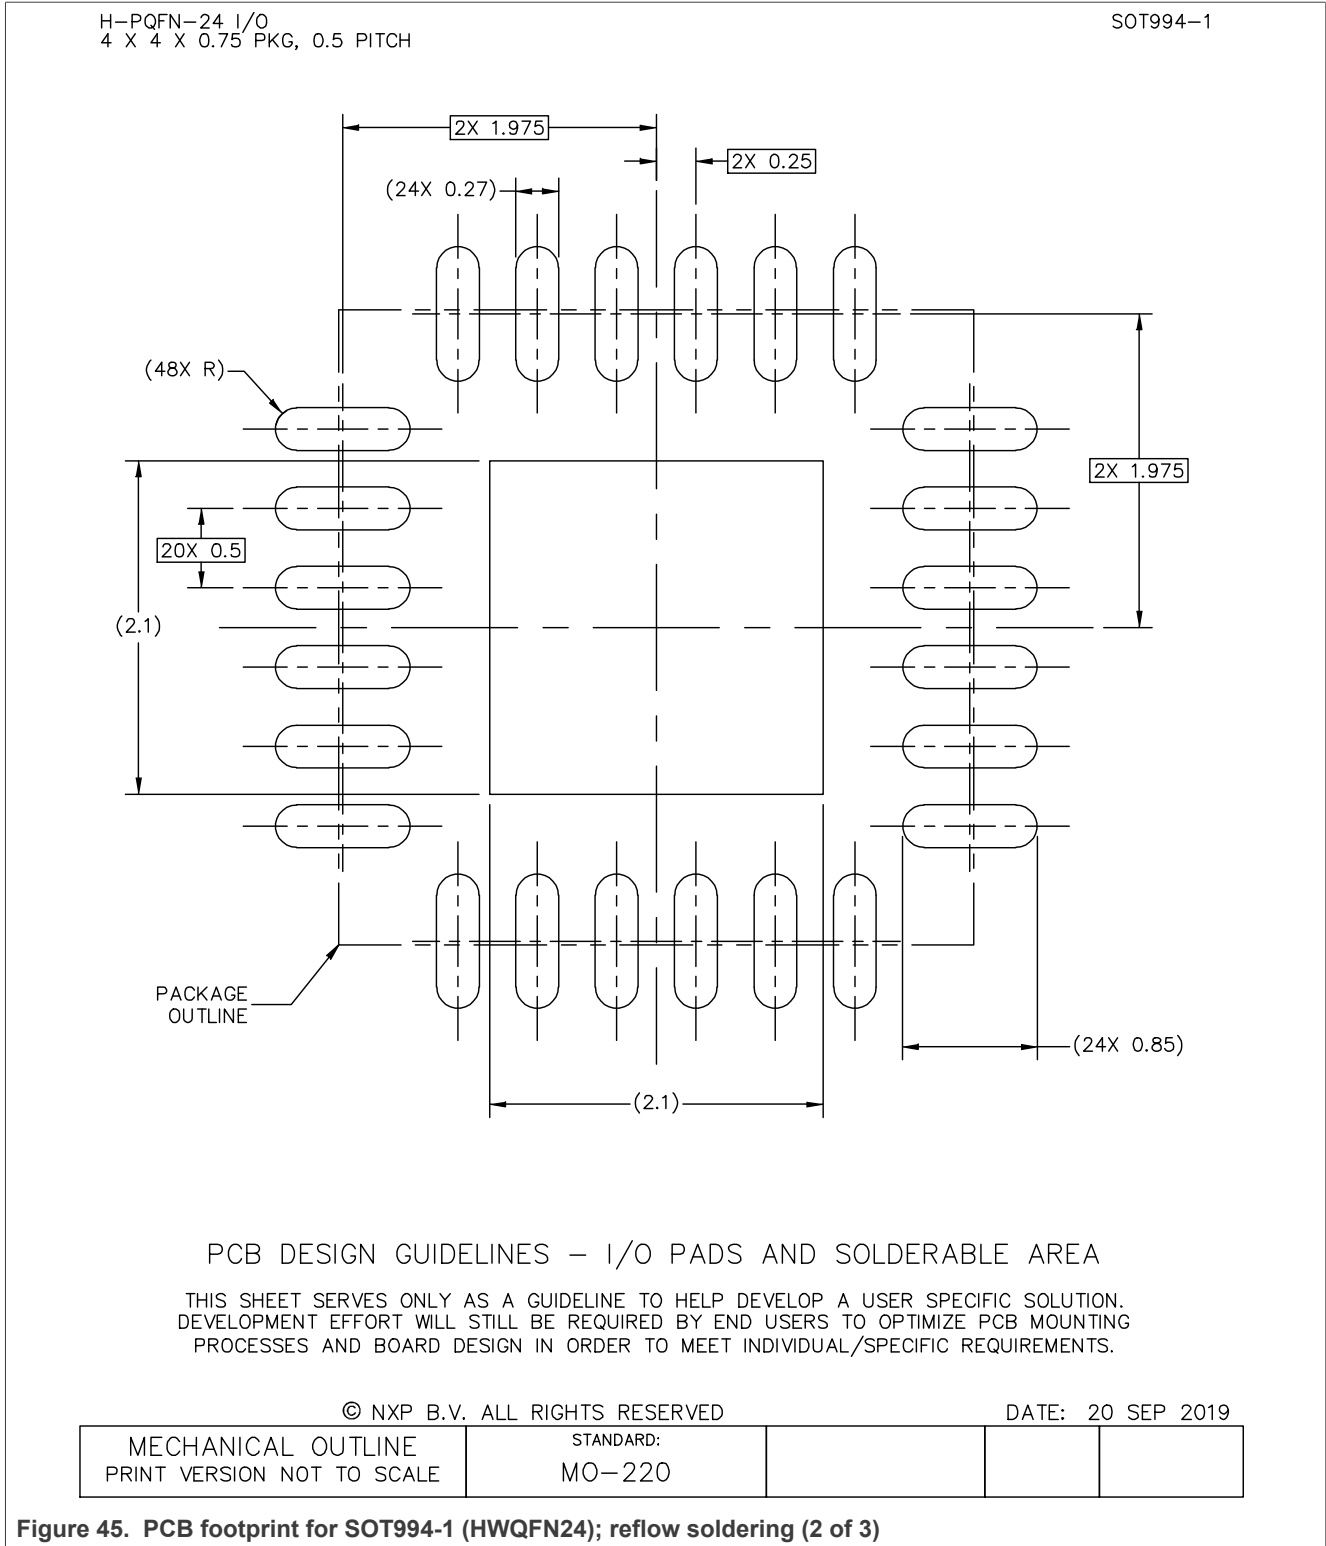 H-PQFN-24 I/O
4 X 4 X 0.75 PKG, 0.5 PITCH
SOT994-1
2X 1.975
2X 0.25
(24X 0.27)
(48X R)
2X 1.975
20X 0.5
(2.1)
PACKAGE
OUTLINE
(24X 0.85)
(2.1)
PCB DESIGN GUIDELINES - I/O PADS AND SOLDERABLE AREA
THIS SHEET SERVES ONLY AS A GUIDELINE TO HELP DEVELOP A USER SPECIFIC SOLUTION.
DEVELOPMENT EFFORT WILL STILL BE REQUIRED BY END USERS TO OPTIMIZE PCB MOUNTING
PROCESSES AND BOARD DESIGN IN ORDER TO MEET INDIVIDUAL/SPECIFIC REQUIREMENTS.
© NXP B.V. ALL RIGHTS RESERVED
DATE: 20 SEP 2019
MECHANICAL OUTLINE
PRINT VERSION NOT TO SCALE
STANDARD:
MO-220
Figure 45. PCB footprint for SOT994-1 (HWQFN24); reflow soldering (2 of 3)